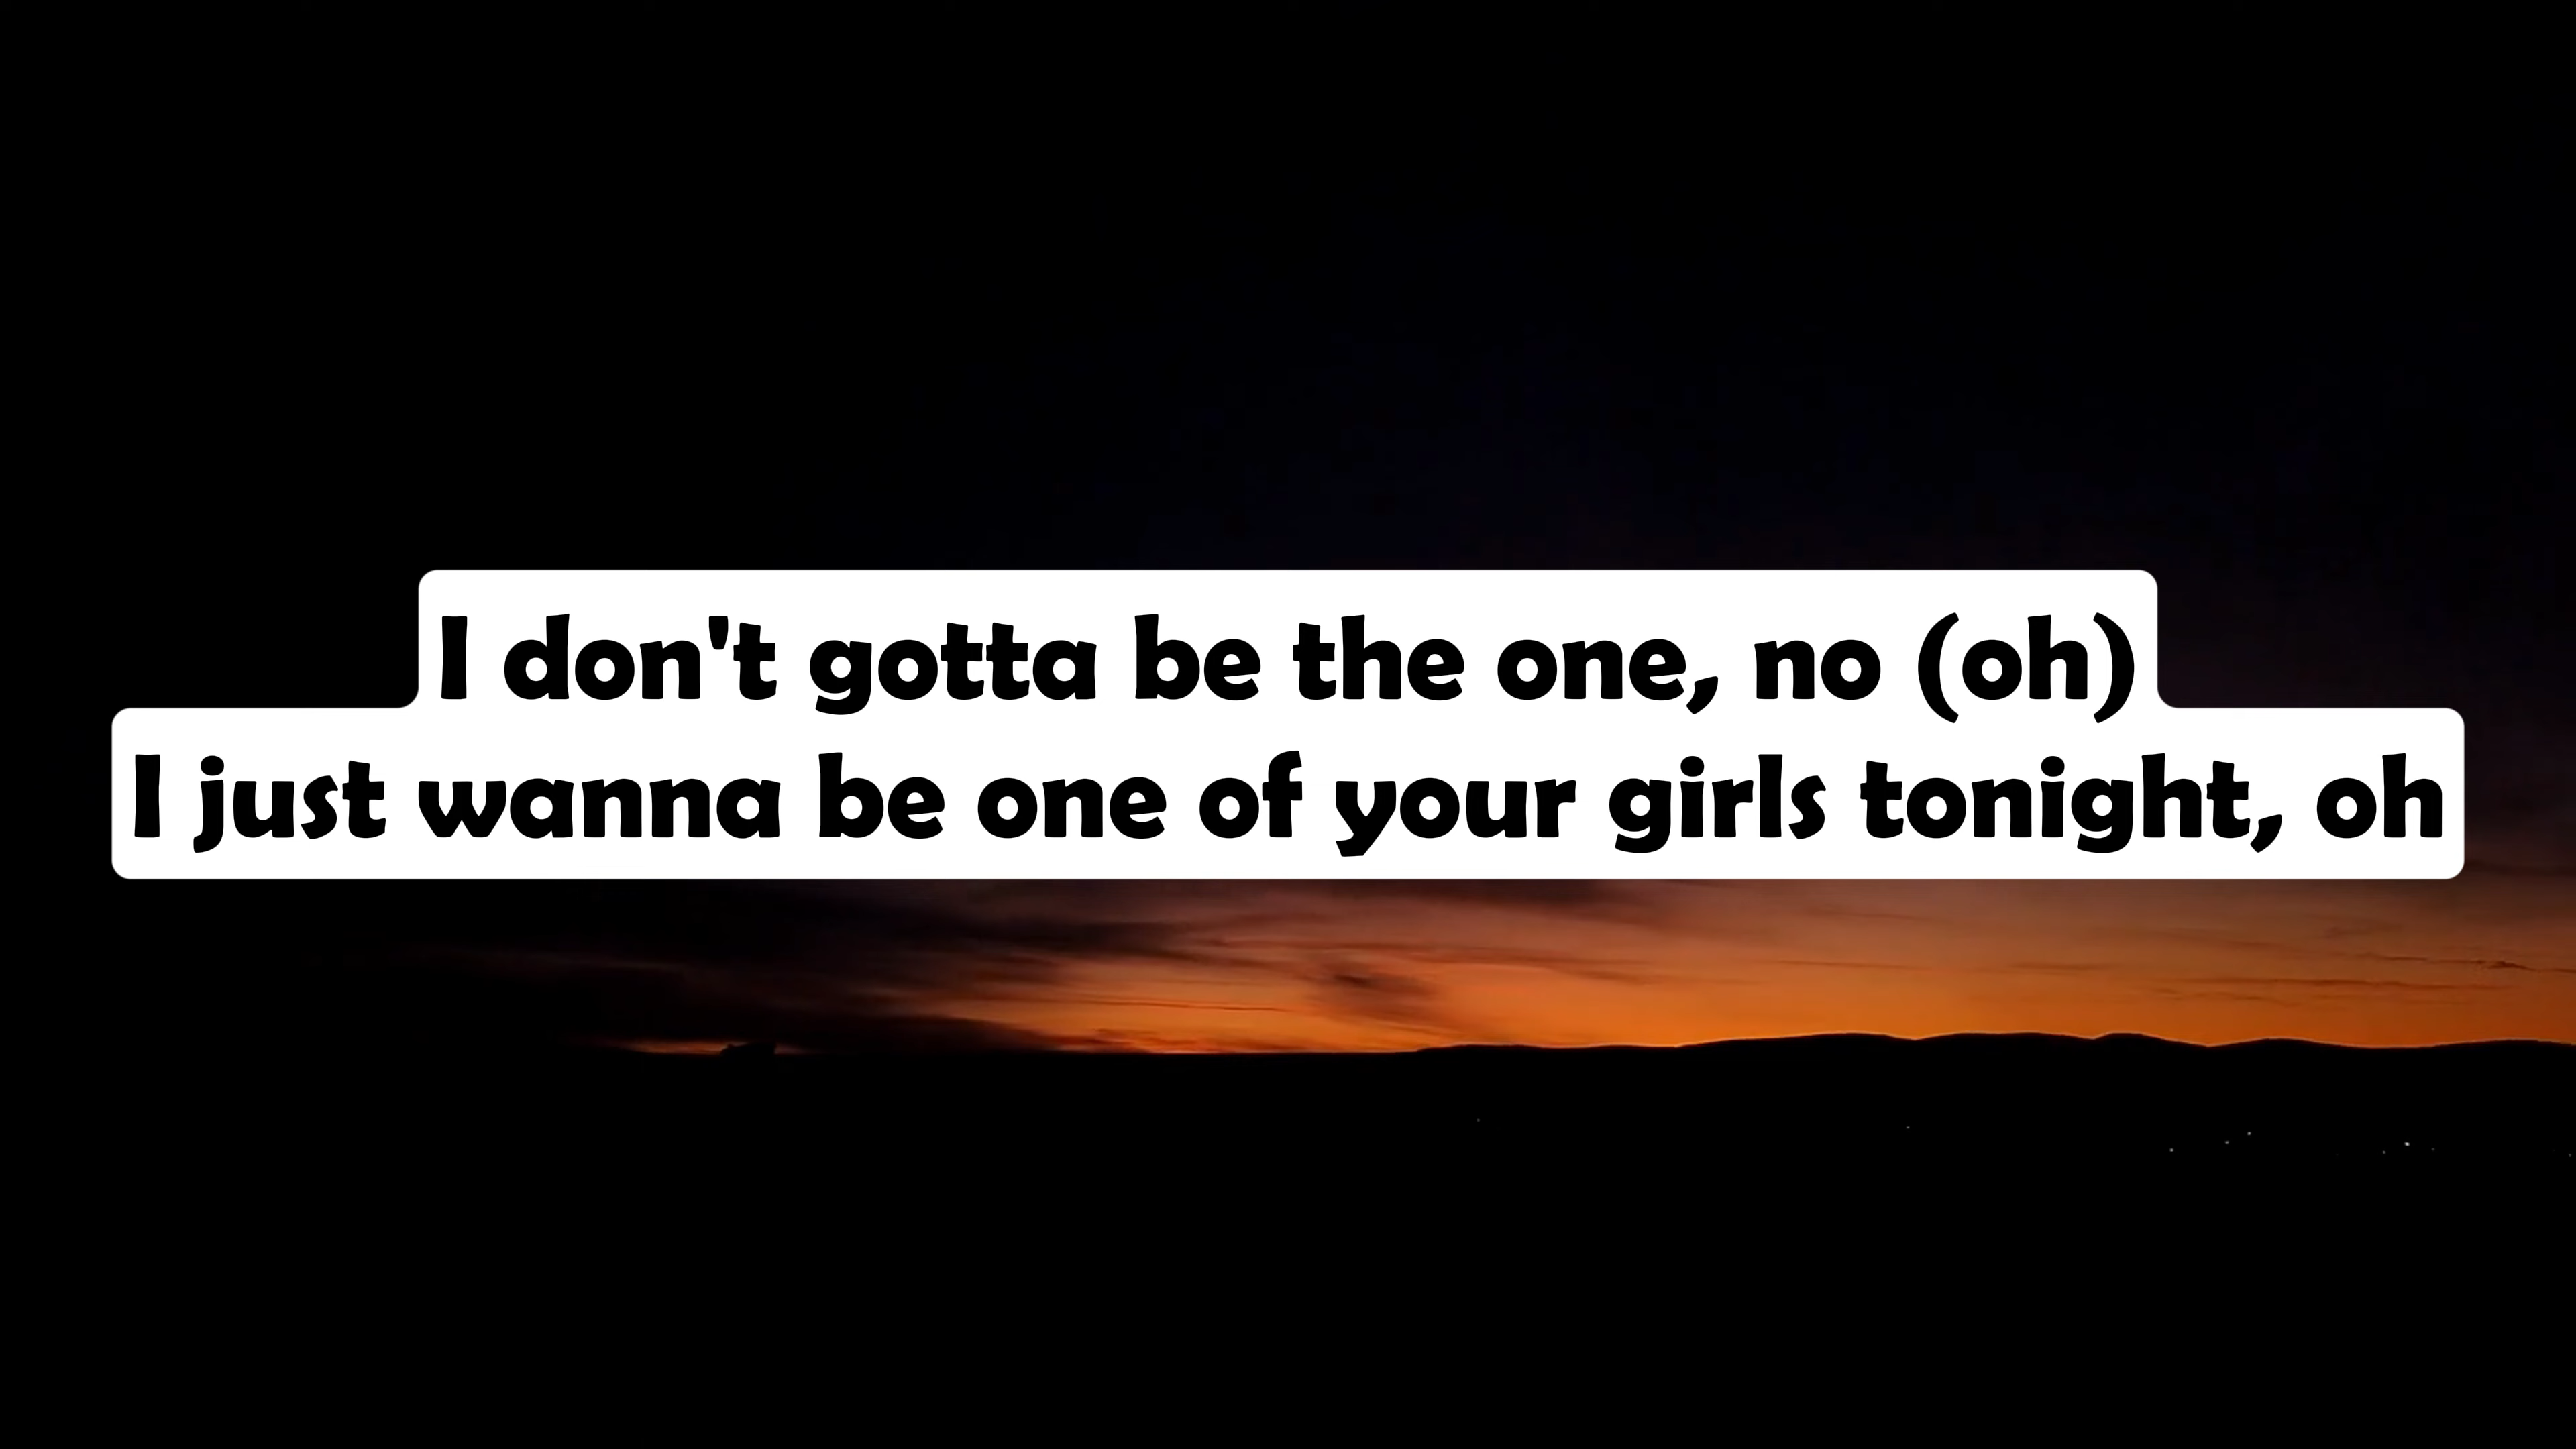 I don't gotta be the one, no (oh)
I just wanna be one of your girls tonight, oh